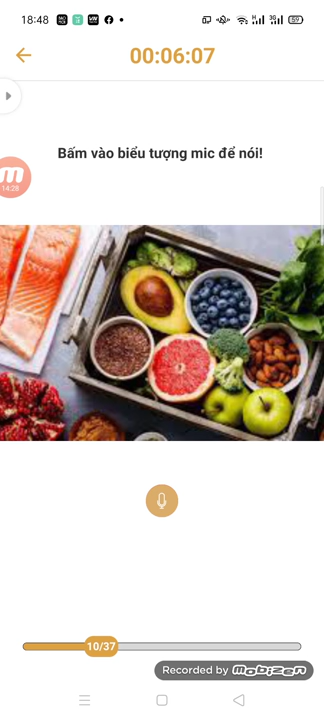 18:48
59
00:06:07
Bấm vào biểu tượng mic để nói!
m
14:28
10/37
Recorded by mobizen